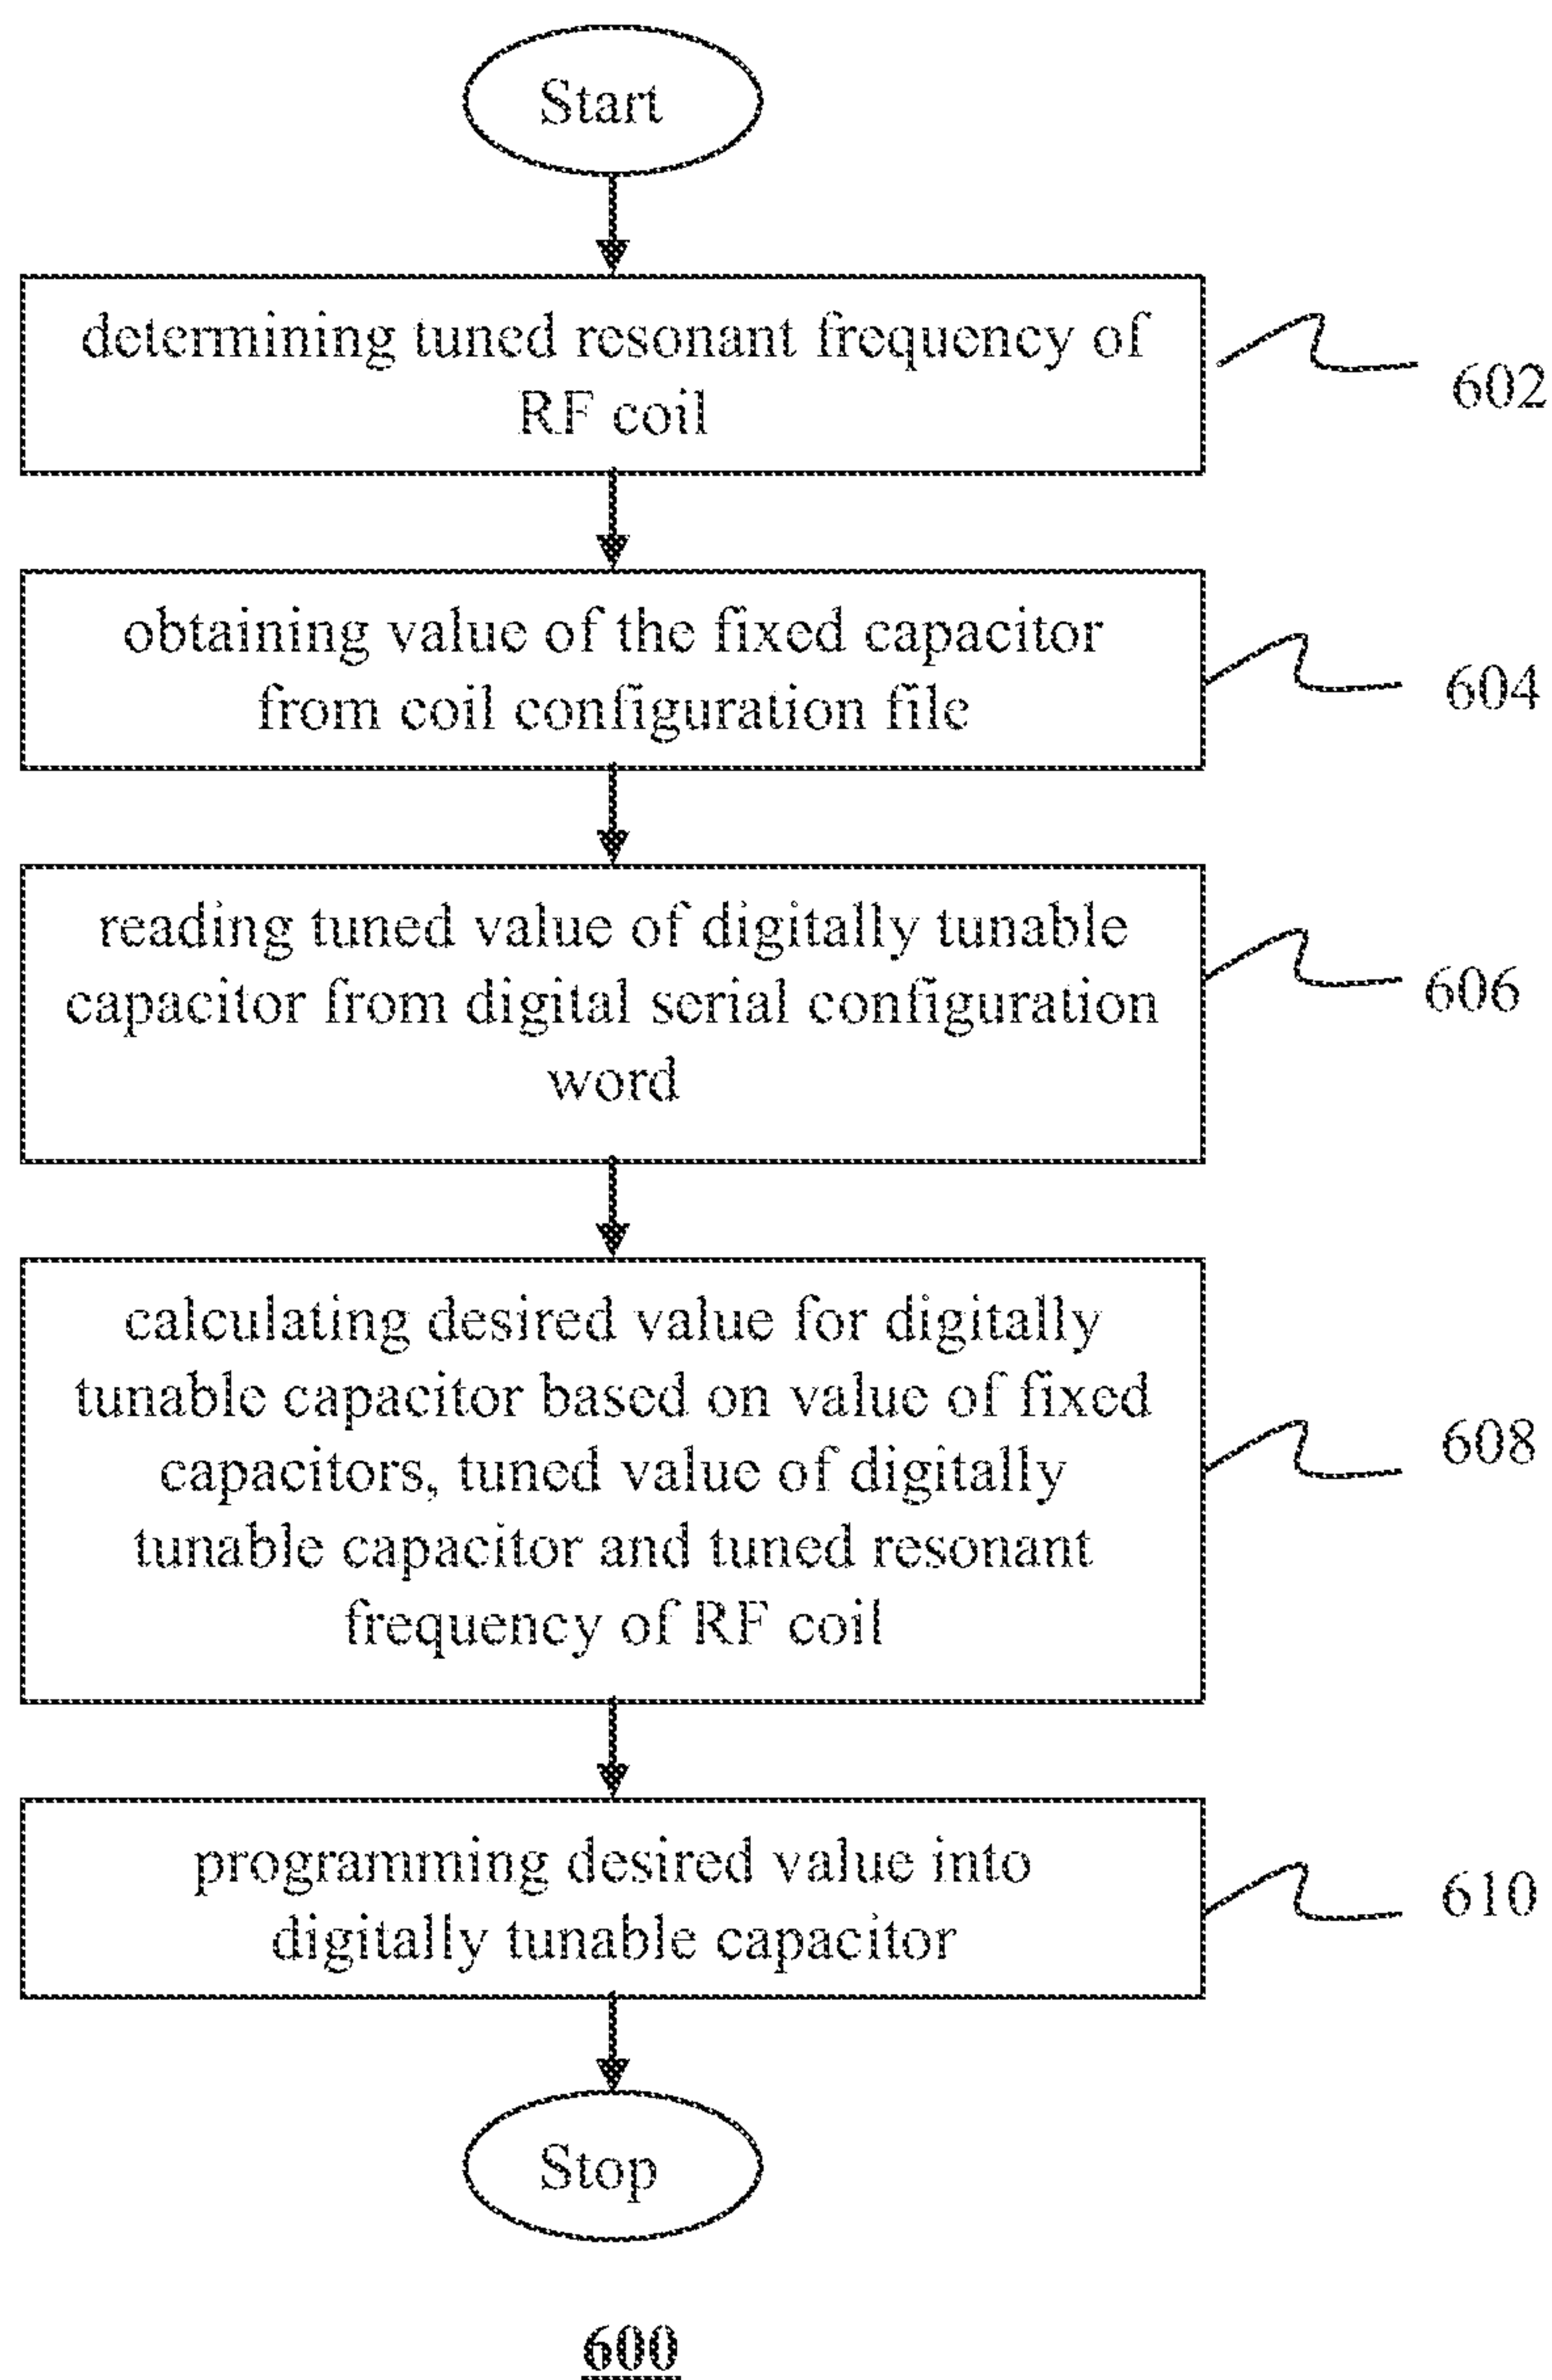 Start
determining tuned resonant frequency of
RF coil
602
obtaining value of the fixed capacitor
from coil configuration file
604
reading tuned value of digitally tunable
capacitor from digital serial configuration
word
606
calculating desired value for digitally
tunable capacitor based on value of fixed
capacitors, tuned value of digitally
tunable capacitor and tuned resonant
frequency of RF coil
608
programming desired value into
digitally tunable capacitor
610
Stop
600